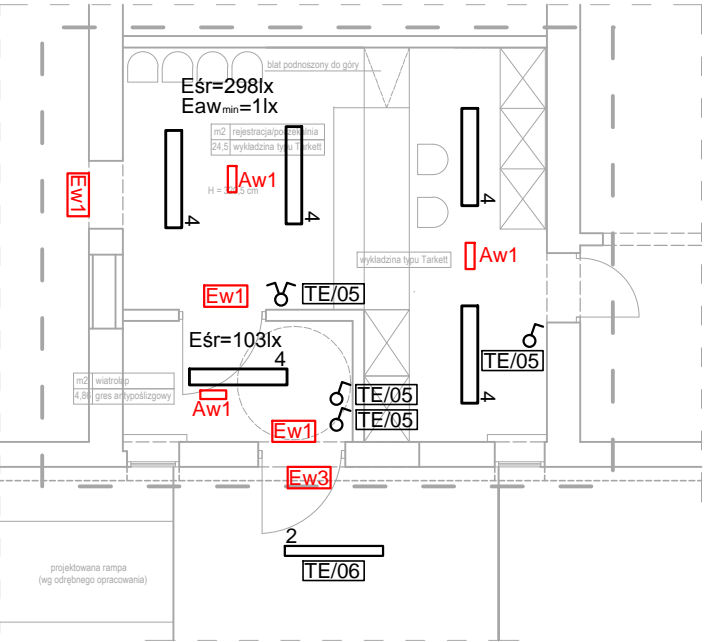 blat podnoszony do góry
Eśr=298lx
Eawmin=1lx
m2 rejestracja/poczekalnia
24,5 wykładzina typu Tarkett
4
4
4
Aw1
Ew1
wykładzina typu Tarkett
Aw1
Ew1
TE/05
Eśr=103lx
4
TE/05
m2 wiatrołap
4,86 gres antypoślizgowy
Aw1
TE/05
TE/05
4
Ew1
Ew3
2
TE/06
projektowana rampa
(wg odrębnego opracowania)